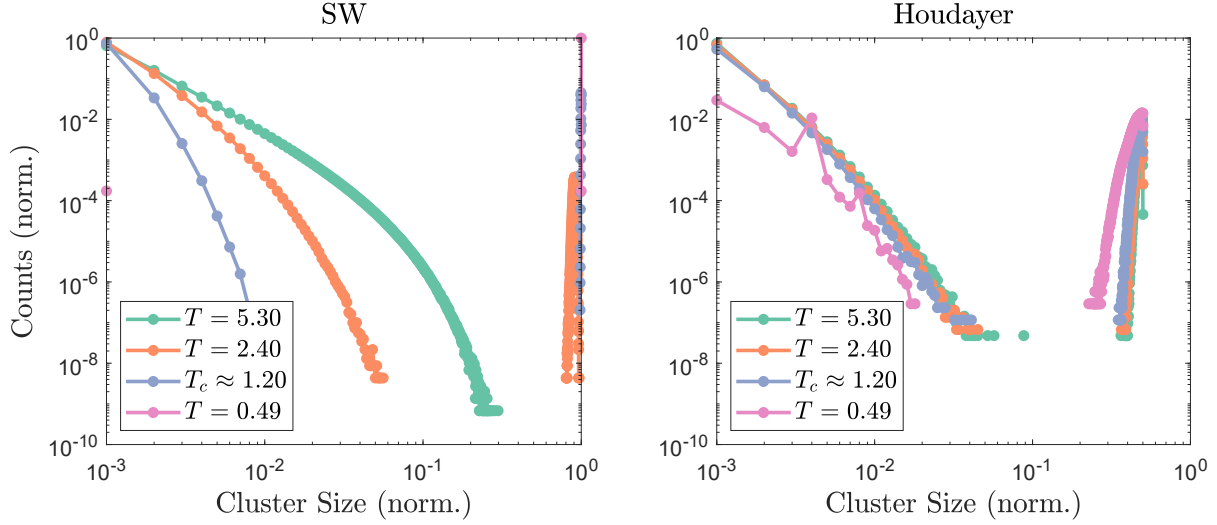 SW
Houdayer
Counts (norm.)
10^0
10^-2
10^-4
10^-6
10^-8
10^-10
T = 5.30
T = 2.40
T_c ≈ 1.20
T = 0.49
10^-3
10^-2
10^-1
10^0
Cluster Size (norm.)
10^0
10^-2
10^-4
10^-6
10^-8
10^-10
T = 5.30
T = 2.40
T_c ≈ 1.20
T = 0.49
10^-3
10^-2
10^-1
10^0
Cluster Size (norm.)